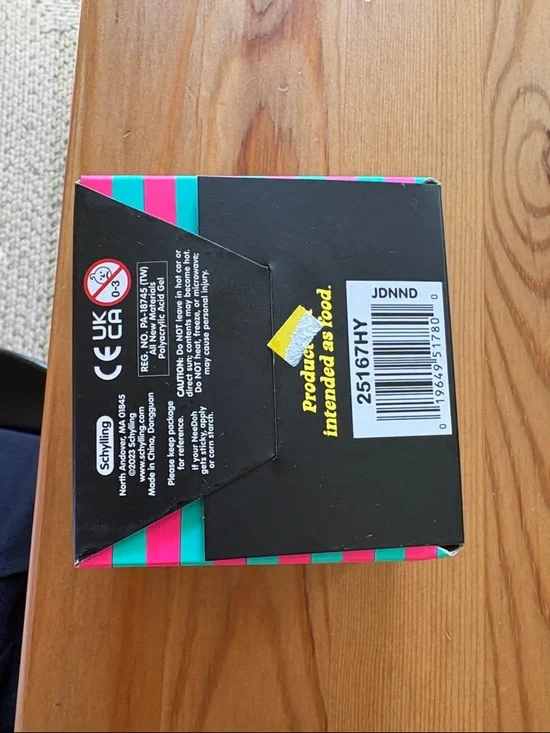 Schylling
North Andover, MA 01845
©2023 Schylling
www.schylling.com
Made in China, Dongguan
Please keep package
for reference.
If your NeeDoh
gets sticky, apply
or corn starch.
CE UK
CA
0-3
REG. NO. PA-18745 (TW)
All New Materials
Polyacrylic Acid Gel
CAUTION: Do NOT leave in hot car or
direct sun; contents may become hot.
Do NOT heat, freeze, or microwave;
may cause personal injury.
intended as food.
25167HY
JDNND
0 19649 51780 0